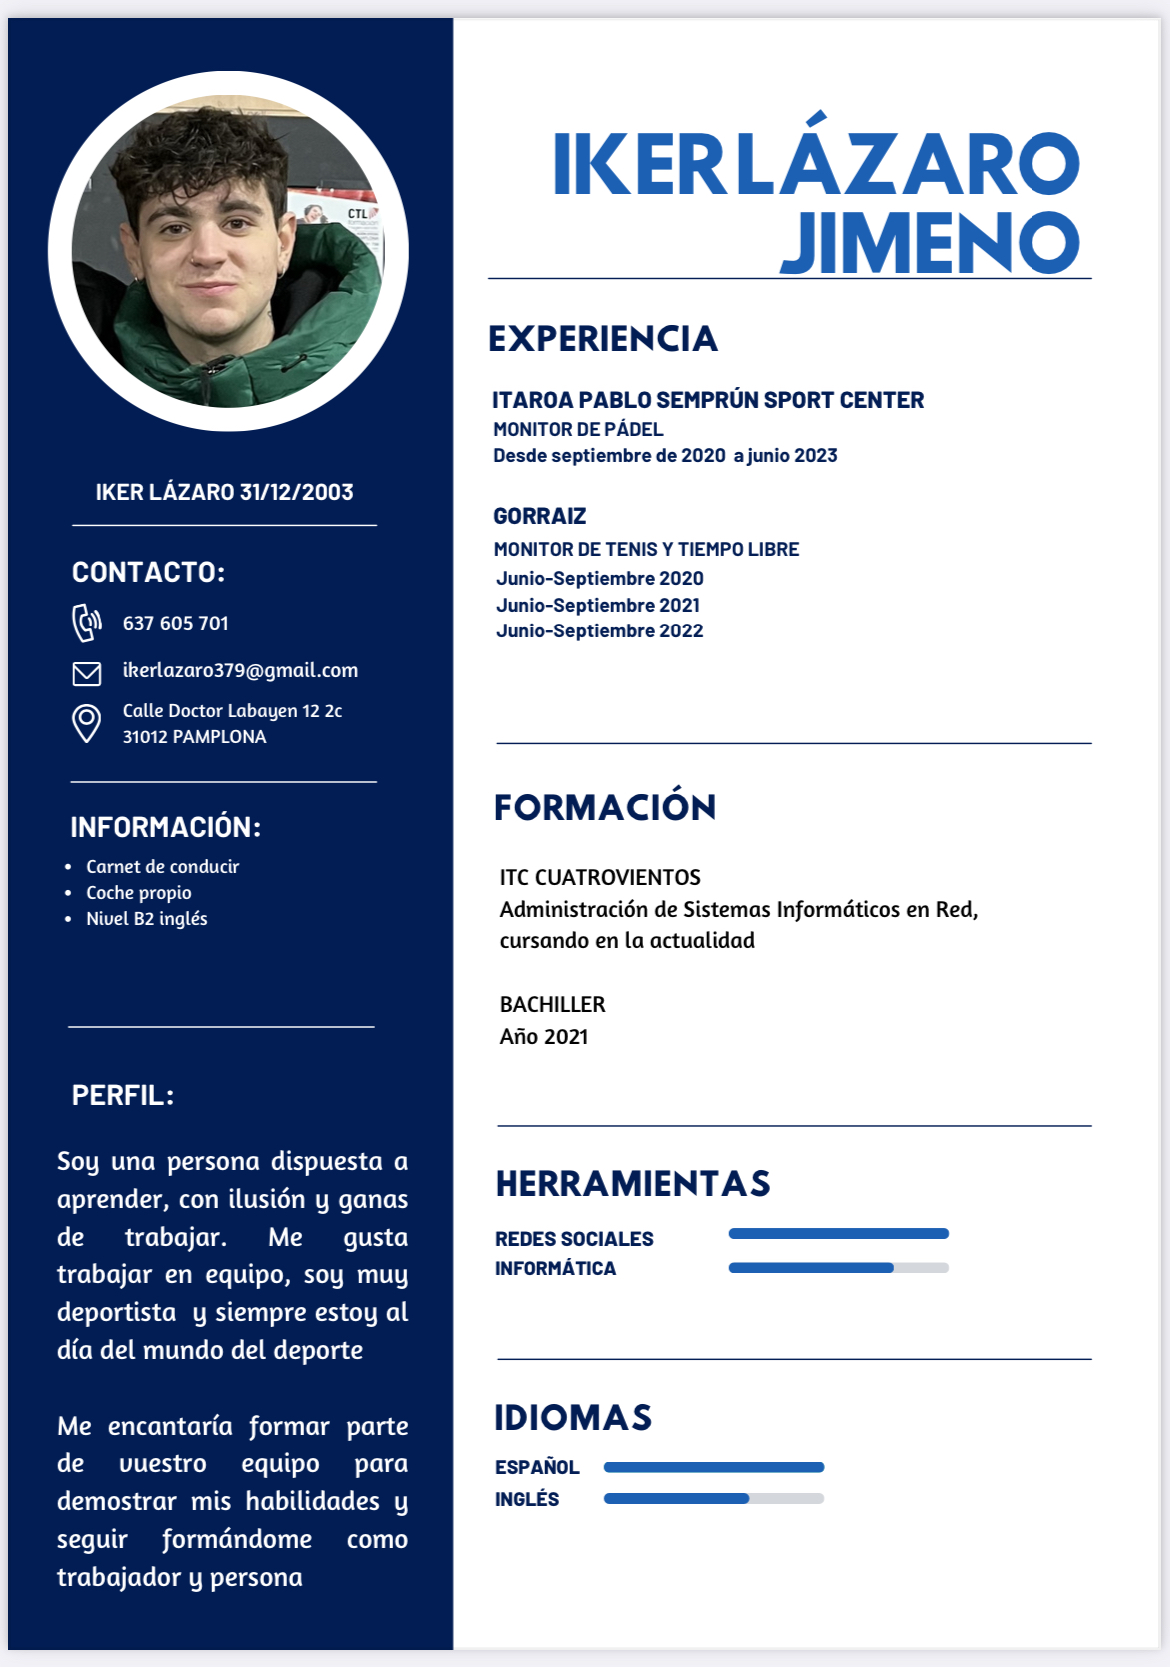 CTL
IKER LÁZARO 31/12/2003
CONTACTO:
637 605 701
ikerlazaro379@gmail.com
Calle Doctor Labayen 12 2c
31012 PAMPLONA
INFORMACIÓN:
• Carnet de conducir
• Coche propio
• Nivel B2 inglés
PERFIL:
Soy una persona dispuesta a
aprender, con ilusión y ganas
de trabajar. Me gusta
trabajar en equipo, soy muy
deportista y siempre estoy al
día del mundo del deporte
Me encantaría formar parte
de vuestro equipo para
demostrar mis habilidades y
seguir formándome como
trabajador y persona
IKER LÁZARO
JIMENO
EXPERIENCIA
ITAROA PABLO SEMPRÚN SPORT CENTER
MONITOR DE PÁDEL
Desde septiembre de 2020 a junio 2023
GORRAIZ
MONITOR DE TENIS Y TIEMPO LIBRE
Junio-Septiembre 2020
Junio-Septiembre 2021
Junio-Septiembre 2022
FORMACIÓN
ITC CUATROVIENTOS
Administración de Sistemas Informáticos en Red,
cursando en la actualidad
BACHILLER
Año 2021
HERRAMIENTAS
REDES SOCIALES
INFORMÁTICA
IDIOMAS
ESPAÑOL
INGLÉS